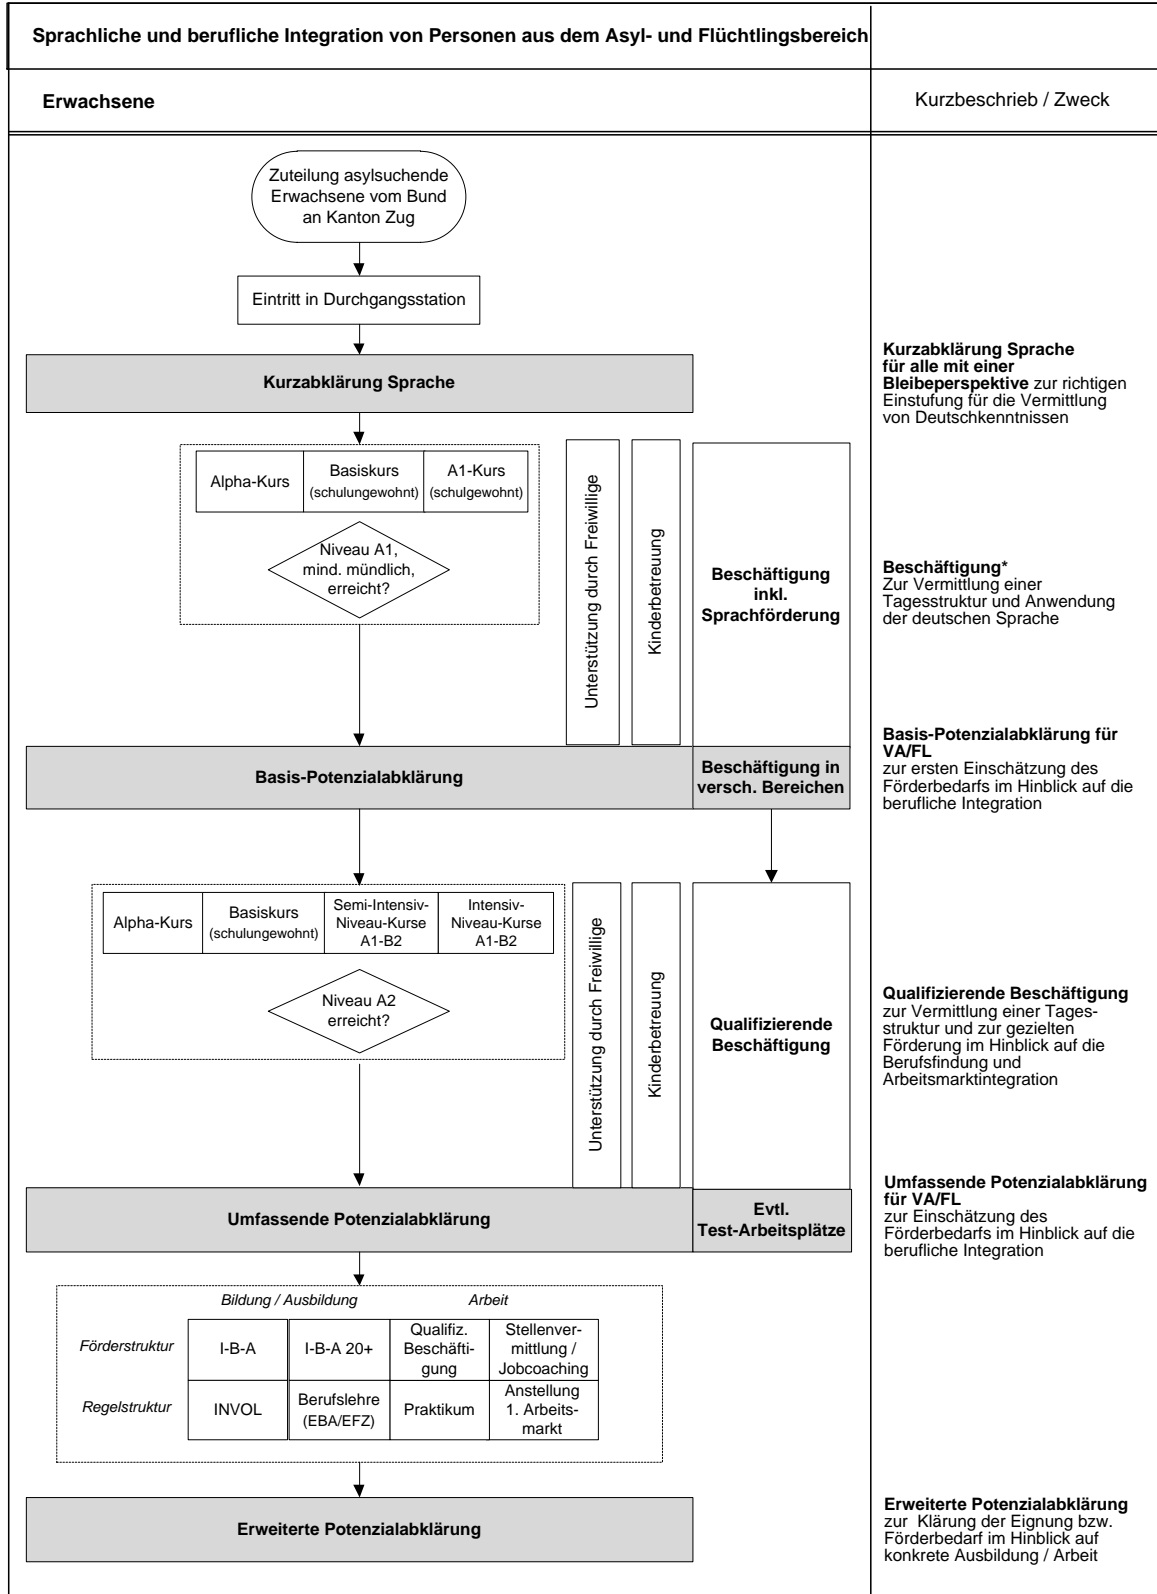 Sprachliche und berufliche Integration von Personen aus dem Asyl- und Flüchtlingsbereich
Erwachsene
Kurzbeschrieb / Zweck
Zuteilung asylsuchende
Erwachsene vom Bund
an Kanton Zug
Eintritt in Durchgangsstation
Kurzabklärung Sprache
Kurzabklärung Sprache
für alle mit einer
Bleibeperspektive zur richtigen
Einstufung für die Vermittlung
von Deutschkenntnissen
Alpha-Kurs
Basiskurs
(schulungewohnt)
A1-Kurs
(schulgewohnt)
Niveau A1,
mind. mündlich,
erreicht?
Unterstützung durch Freiwillige
Kinderbetreuung
Beschäftigung
inkl.
Sprachförderung
Beschäftigung*
Zur Vermittlung einer
Tagesstruktur und Anwendung
der deutschen Sprache
Basis-Potenzialabklärung
Beschäftigung in
versch. Bereichen
Basis-Potenzialabklärung für
VA/FL
zur ersten Einschätzung des
Förderbedarfs im Hinblick auf die
berufliche Integration
Alpha-Kurs
Basiskurs
(schulungewohnt)
Semi-Intensiv-
Niveau-Kurse
A1-B2
Intensiv-
Niveau-Kurse
A1-B2
Niveau A2
erreicht?
Unterstützung durch Freiwillige
Kinderbetreuung
Qualifizierende
Beschäftigung
Qualifizierende Beschäftigung
zur Vermittlung einer Tages-
struktur und zur gezielten
Förderung im Hinblick auf die
Berufsfindung und
Arbeitsmarktintegration
Umfassende Potenzialabklärung
Evtl.
Test-Arbeitsplätze
Umfassende Potenzialabklärung
für VA/FL
zur Einschätzung des
Förderbedarfs im Hinblick auf die
berufliche Integration
Bildung / Ausbildung
Arbeit
Förderstruktur
I-B-A
I-B-A 20+
Qualifiz.
Beschäfti-
gung
Stellenver-
mittlung /
Jobcoaching
Regelstruktur
INVOL
Berufslehre
(EBA/EFZ)
Praktikum
Anstellung
1. Arbeits-
markt
Erweiterte Potenzialabklärung
Erweiterte Potenzialabklärung
zur Klärung der Eignung bzw.
Förderbedarf im Hinblick auf
konkrete Ausbildung / Arbeit